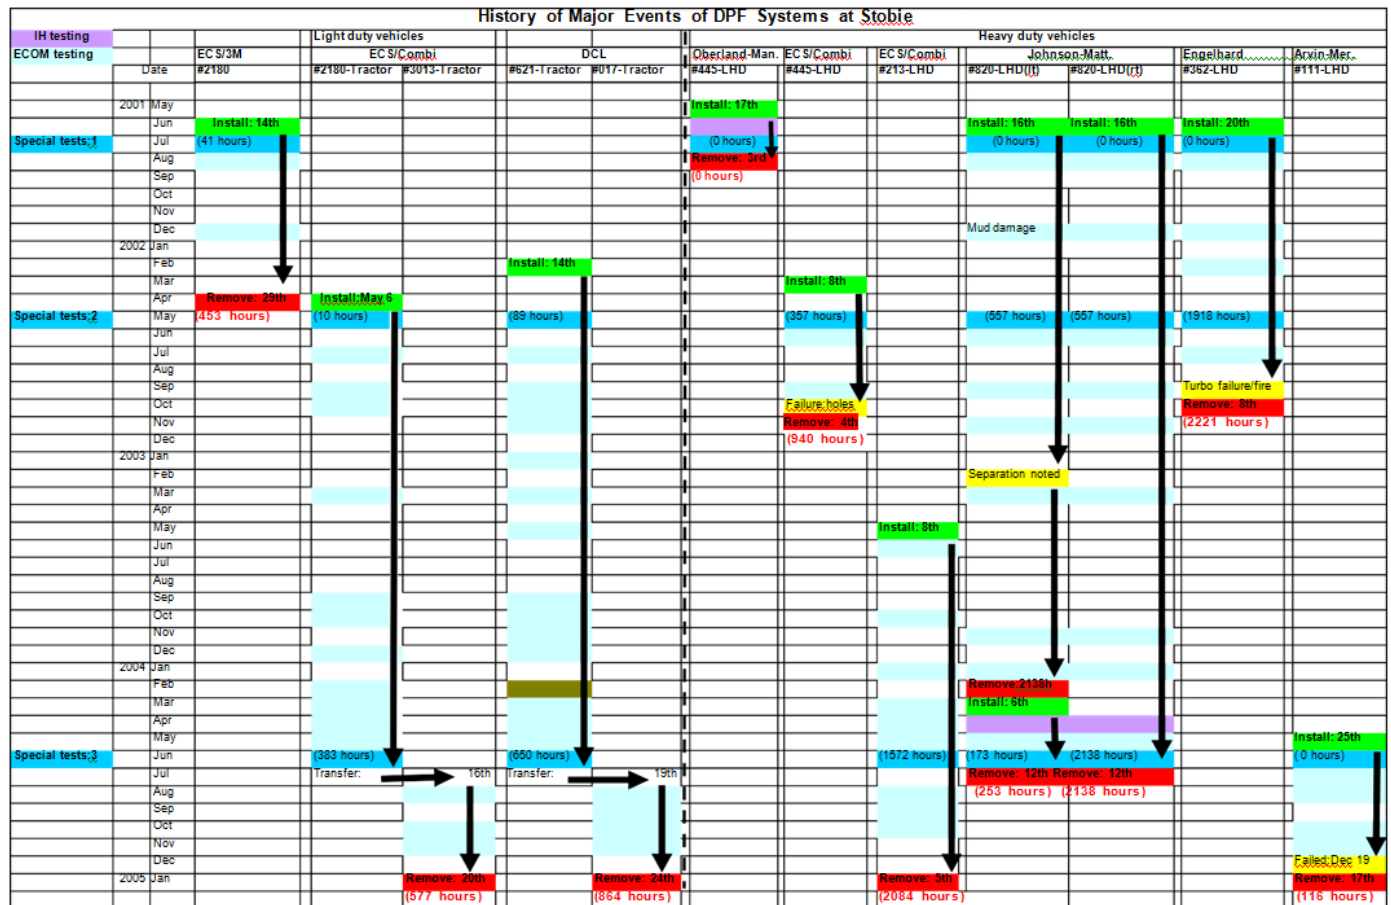 History of Major Events of DPF Systems at Stobie
IH testing Light duty vehicles Heavy duty vehicles
ECOM testing ECS/3M ECS/Combi DCL Oberland-Man. ECS/Combi ECS/Combi Johnson-Matt. Engelhard Arvin-Mer.
Date #2180 #2180-Tractor #3013-Tractor #621-Tractor #017-Tractor #445-LHD #445-LHD #213-LHD #820-LHD(lt) #820-LHD(rt) #362-LHD #111-LHD
2001 May Install: 17th
Jun Install: 14th Install: 16th Install: 16th Install: 20th
Special tests;1 Jul (41 hours) (0 hours) (0 hours) (0 hours) (0 hours)
Aug Remove: 3rd
Sep (0 hours)
Oct
Nov
Dec Mud damage
2002 Jan
Feb Install: 14th
Mar Install: 8th
Apr Remove: 29th Install:May 6
Special tests;2 May (453 hours) (10 hours) (89 hours) (357 hours) (557 hours) (557 hours) (1918 hours)
Jun
Jul
Aug
Sep Turbo failure/fire
Oct Failure;holes Remove: 8th
Nov Remove: 4th (2221 hours)
Dec (940 hours)
2003 Jan
Feb Separation noted
Mar
Apr
May Install: 8th
Jun
Jul
Aug
Sep
Oct
Nov
Dec
2004 Jan
Feb Remove:2138h
Mar Install: 6th
Apr
May Install: 25th
Special tests;3 Jun (383 hours) (650 hours) (1572 hours) (173 hours) (2138 hours) (0 hours)
Jul Transfer: 16th Transfer: 19th Remove: 12th Remove: 12th
Aug (253 hours) (2138 hours)
Sep
Oct
Nov
Dec Failed;Dec 19
2005 Jan Remove: 20th Remove: 24th Remove: 5th Remove: 17th
(577 hours) (864 hours) (2084 hours) (116 hours)